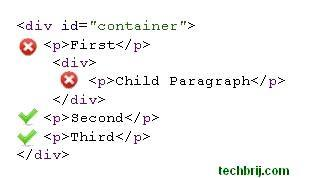 <div id="container">
<p>First</p>
<div>
<p>Child Paragraph</p>
</div>
<p>Second</p>
<p>Third</p>
</div>
techbrij.com